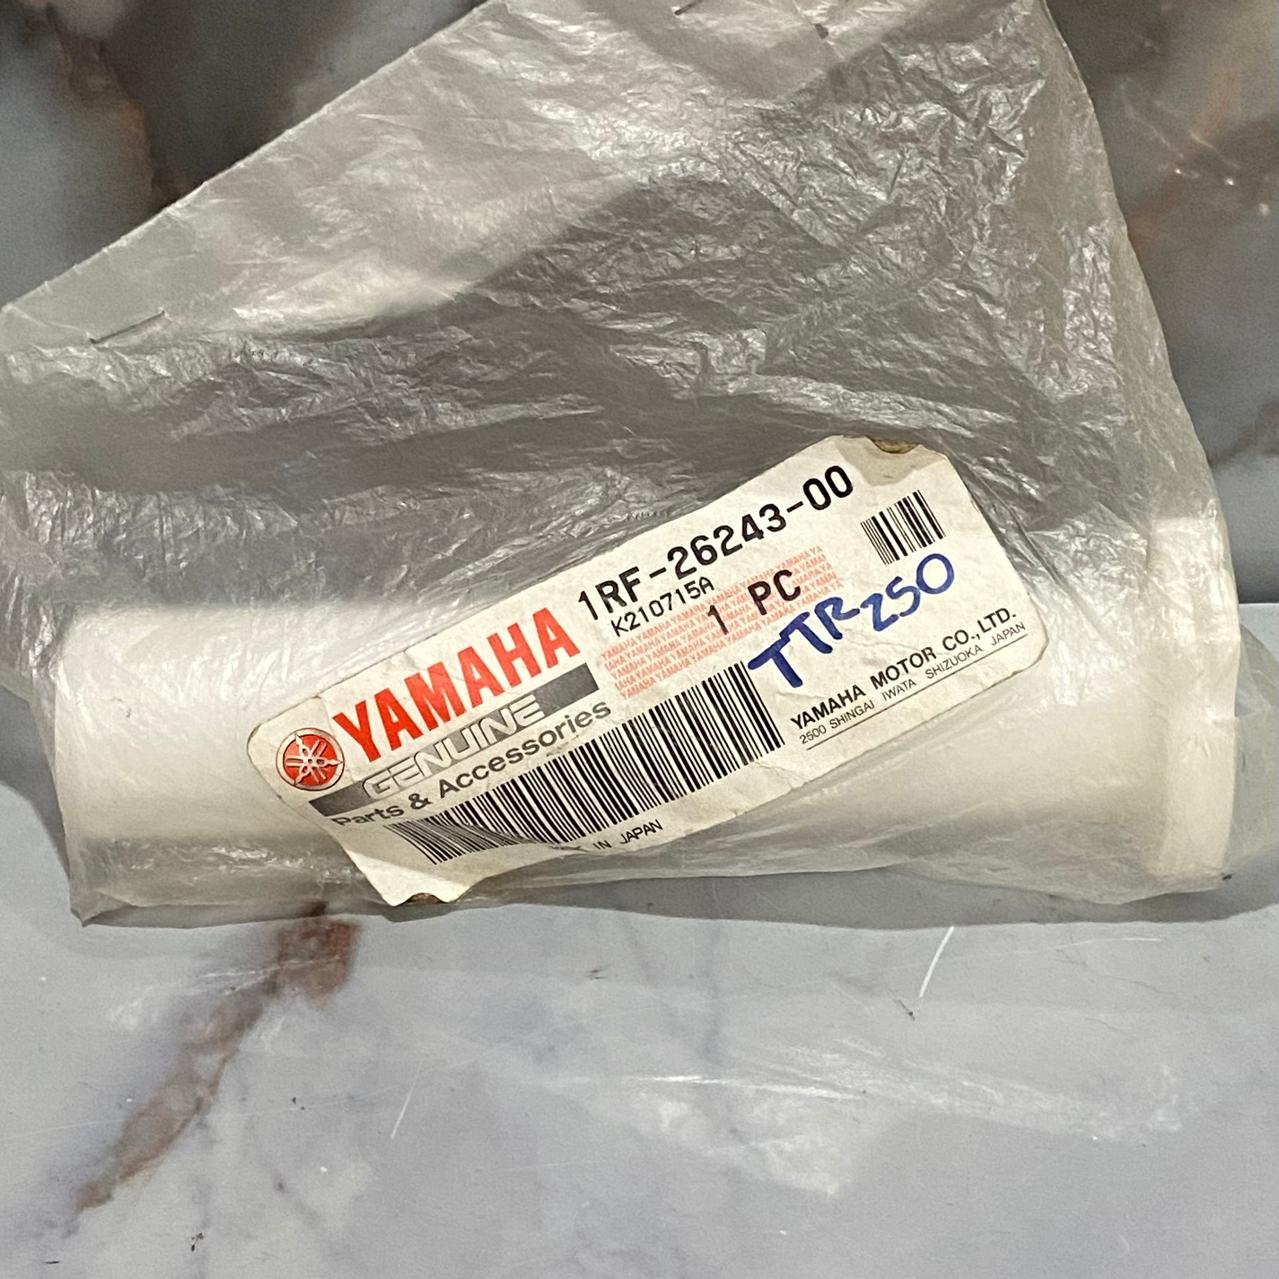 1RF-26243-00
K210715A
1 PC
YAMAHA
GENUINE
Parts & Accessories
TTR250
YAMAHA MOTOR CO., LTD.
2500 SHINGAI IWATA SHIZUOKA JAPAN
IN JAPAN